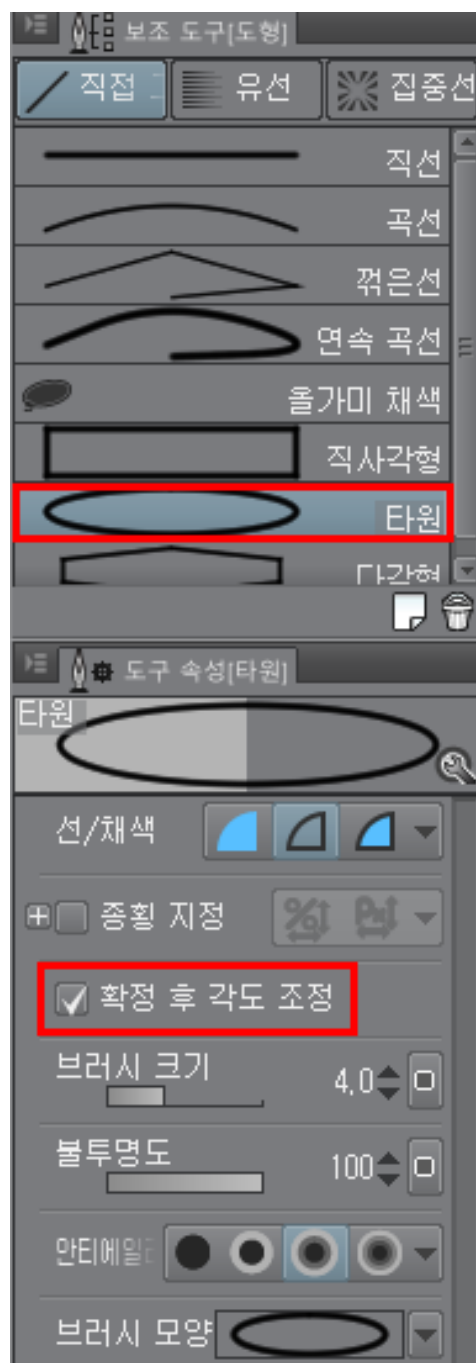 보조 도구[도형]
직접 유선 집중선
직선
곡선
꺾은선
연속 곡선
올가미 채색
직사각형
타원
다각형
도구 속성[타원]
타원
선/채색
종횡 지정
확정 후 각도 조정
브러시 크기 4.0
불투명도 100
안티에일
브러시 모양